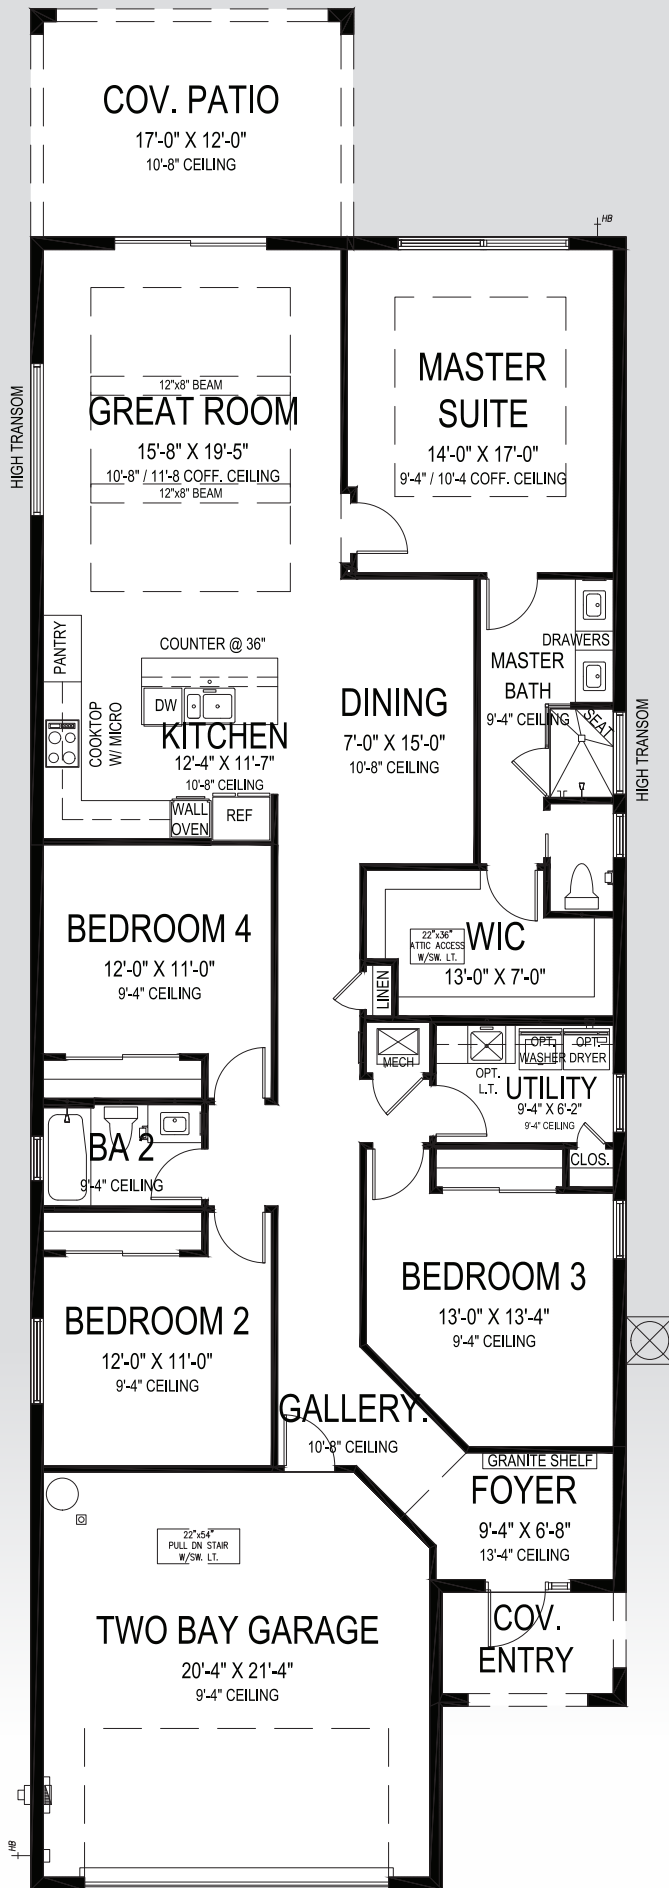 COV. PATIO
17'-0" X 12'-0"
10'-8" CEILING
HB
HIGH TRANSOM
12"x8" BEAM
GREAT ROOM
15'-8" X 19'-5"
10'-8" / 11'-8 COFF. CEILING
12"x8" BEAM
MASTER
SUITE
14'-0" X 17'-0"
9'-4" / 10'-4 COFF. CEILING
PANTRY
COUNTER @ 36"
COOKTOP
W/ MICRO
DW
KITCHEN
12'-4" X 11'-7"
10'-8" CEILING
WALL
OVEN
REF
DINING
7'-0" X 15'-0"
10'-8" CEILING
DRAWERS
MASTER
BATH
9'-4" CEILING
SEAT
HIGH TRANSOM
BEDROOM 4
12'-0" X 11'-0"
9'-4" CEILING
22"x36"
ATTIC ACCESS
W/SW. LT.
WIC
13'-0" X 7'-0"
LINEN
MECH
OPT.
L.T.
OPT.
WASHER
OPT.
DRYER
UTILITY
9'-4" X 6'-2"
9'-4" CEILING
CLOS.
BA 2
9'-4" CEILING
BEDROOM 3
13'-0" X 13'-4"
9'-4" CEILING
BEDROOM 2
12'-0" X 11'-0"
9'-4" CEILING
GALLERY.
10'-8" CEILING
GRANITE SHELF
FOYER
9'-4" X 6'-8"
13'-4" CEILING
22"x54"
PULL DN STAIR
W/SW. LT.
COV.
ENTRY
TWO BAY GARAGE
20'-4" X 21'-4"
9'-4" CEILING
HB